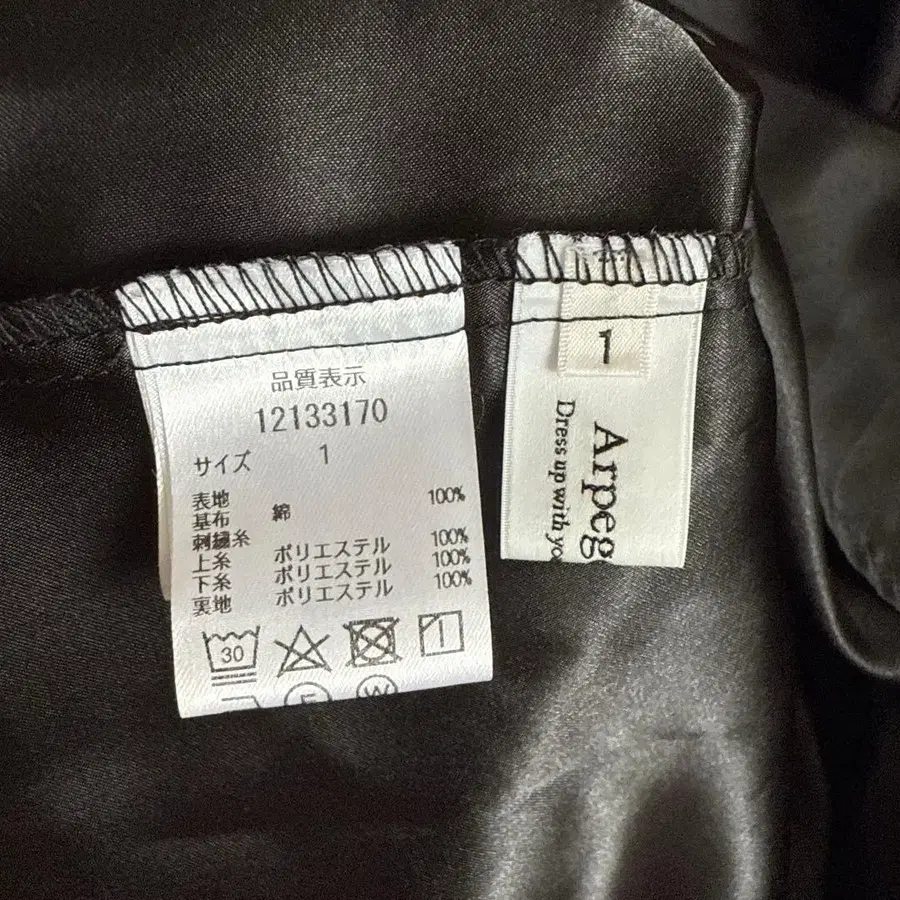 品質表示
12133170
サイズ 1
表地
基布 綿 100%
刺繍糸
上糸 ポリエステル 100%
下糸 ポリエステル 100%
裏地 ポリエステル 100%
30
1
Arpeg
Dress up with yo